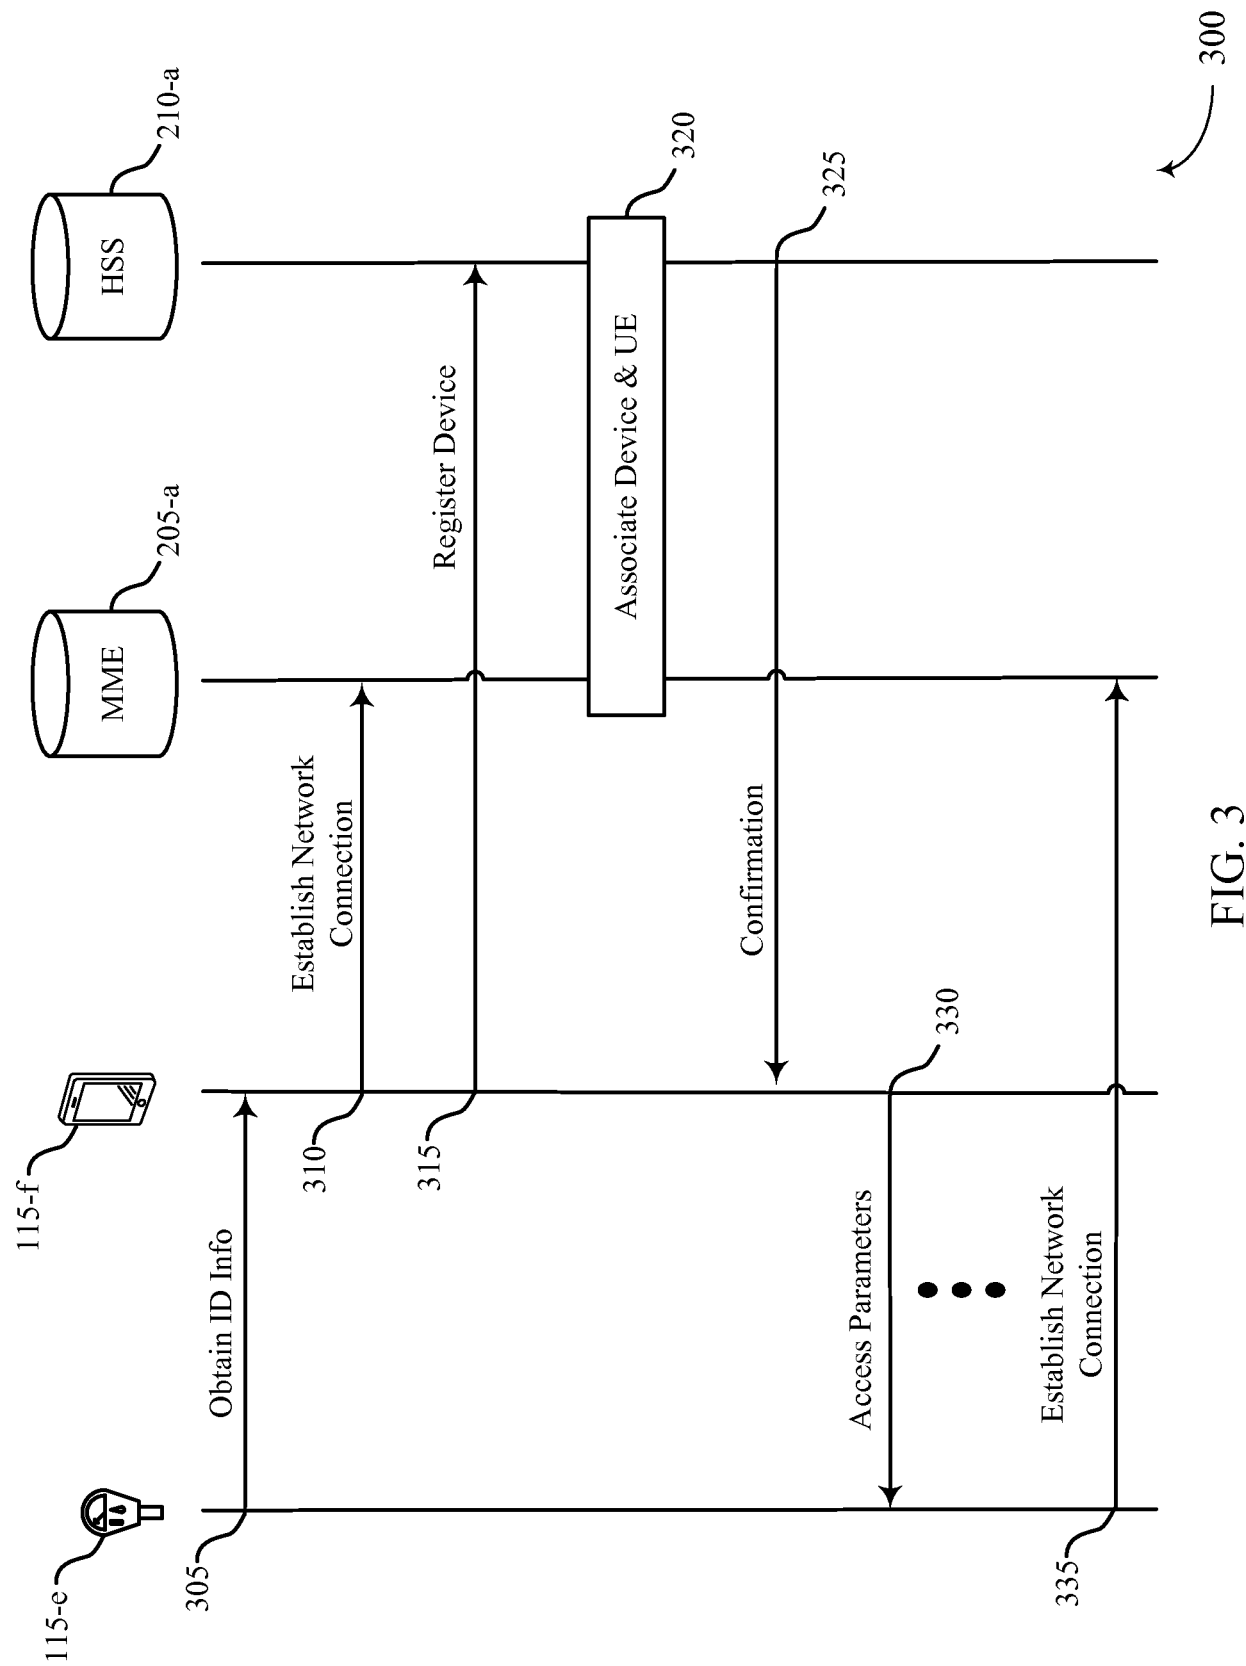 115-e
115-f
MME
205-a
HSS
210-a
305
Obtain ID Info
310
Establish Network
Connection
315
Register Device
Associate Device & UE
320
Confirmation
325
Access Parameters
330
335
Establish Network
Connection
300
FIG. 3